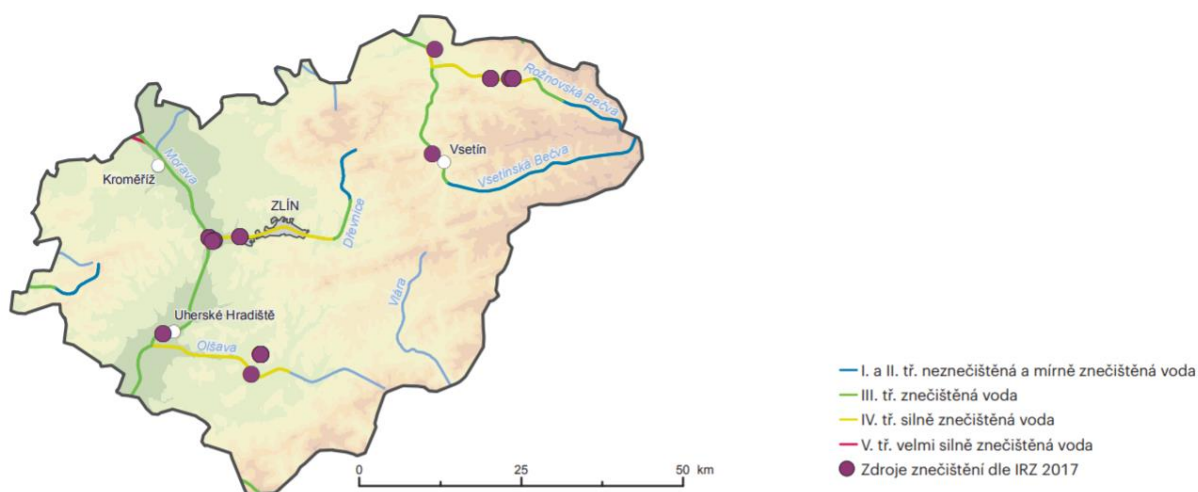 Rožnovská Bečva
Vsetín
Vsetínská Bečva
Morava
Kroměříž
ZLÍN
Dřevnice
Vlára
Uherské Hradiště
Olšava
I. a II. tř. neznečištěná a mírně znečištěná voda
III. tř. znečištěná voda
IV. tř. silně znečištěná voda
V. tř. velmi silně znečištěná voda
Zdroje znečištění dle IRZ 2017
0 25 50 km